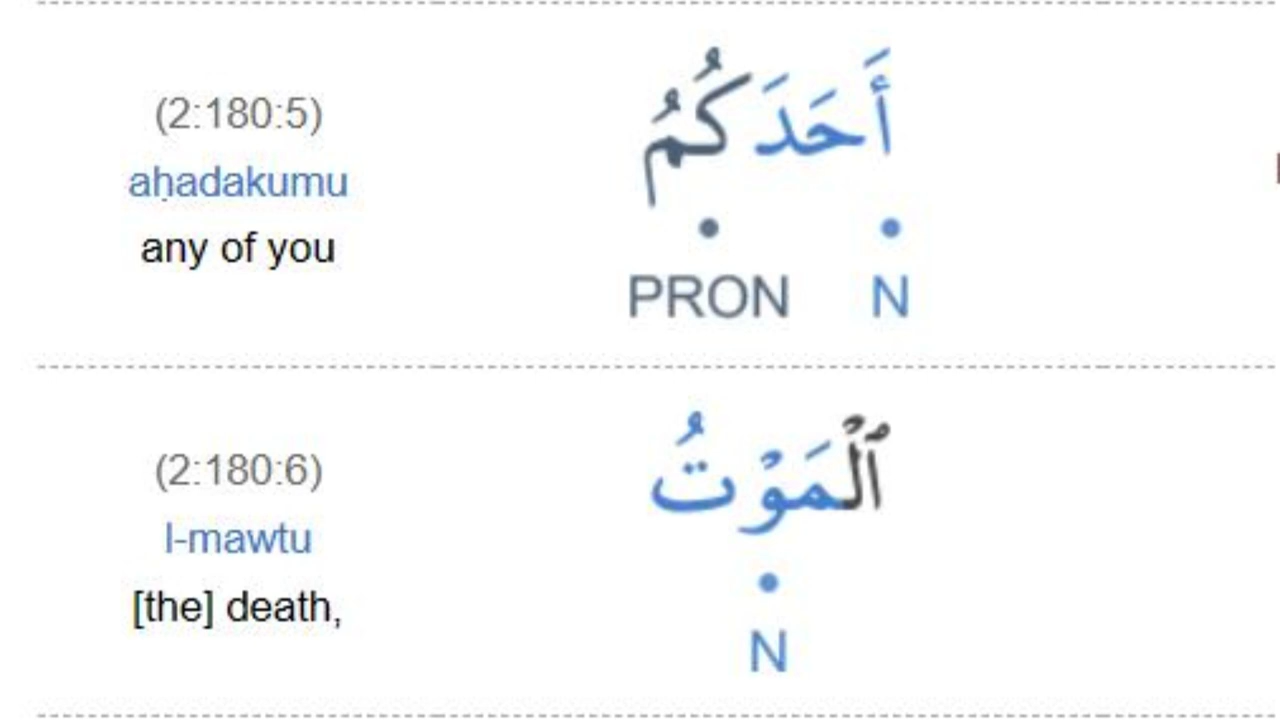 (2:180:5)
aḥadakumu
any of you
أَحَدَكُمُ
PRON N
(2:180:6)
l-mawtu
[the] death,
ٱلْمَوْتُ
N